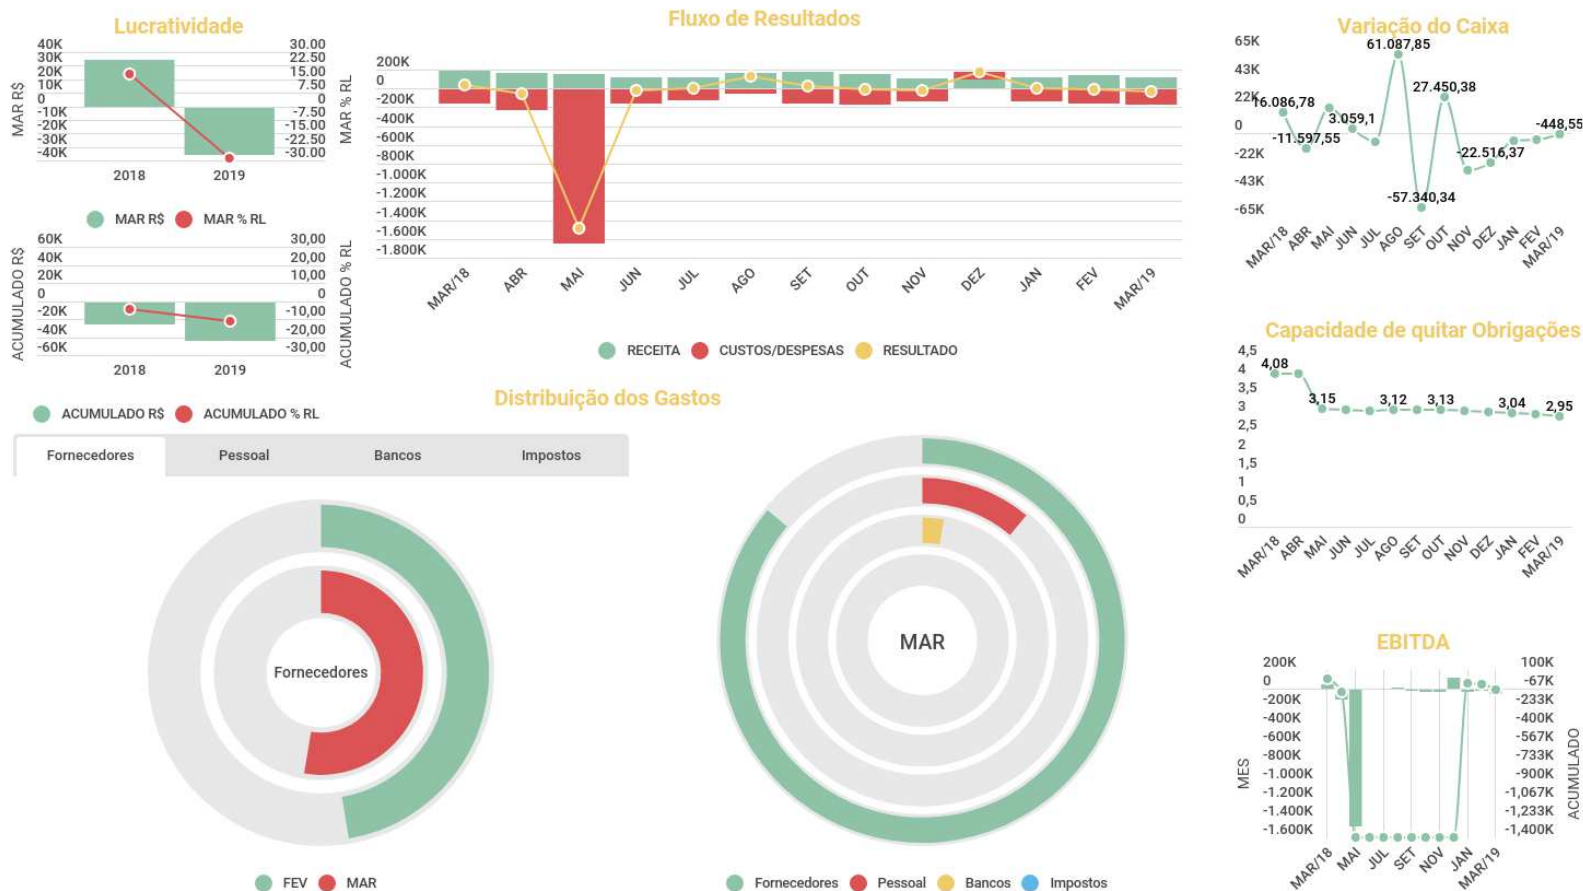 Lucratividade
40K
30K
20K
10K
0
-10K
-20K
-30K
-40K
MAR R$
30.00
22.50
15.00
7.50
0
-7.50
-15.00
-22.50
-30.00
MAR % RL
2018
2019
MAR R$
MAR % RL
60K
40K
20K
0
-20K
-40K
-60K
ACUMULADO R$
30,00
20,00
10,00
0
-10,00
-20,00
-30,00
ACUMULADO % RL
2018
2019
ACUMULADO R$
ACUMULADO % RL
Fluxo de Resultados
200K
0
-200K
-400K
-600K
-800K
-1.000K
-1.200K
-1.400K
-1.600K
-1.800K
MAR/18
ABR
MAI
JUN
JUL
AGO
SET
OUT
NOV
DEZ
JAN
FEV
MAR/19
RECEITA
CUSTOS/DESPESAS
RESULTADO
Variação do Caixa
65K
43K
22K
0
-22K
-43K
-65K
16.086,78
-11.597,55
3.059,1
61.087,85
-57.340,34
27.450,38
-22.516,37
-448,55
MAR/18
ABR
MAI
JUN
JUL
AGO
SET
OUT
NOV
DEZ
JAN
FEV
MAR/19
Capacidade de quitar Obrigações
4,5
4
3,5
3
2,5
2
1,5
1
0,5
0
4,08
3,15
3,12
3,13
3,04
2,95
MAR/18
ABR
MAI
JUN
JUL
AGO
SET
OUT
NOV
DEZ
JAN
FEV
MAR/19
Distribuição dos Gastos
Fornecedores
Pessoal
Bancos
Impostos
Fornecedores
FEV
MAR
MAR
Fornecedores
Pessoal
Bancos
Impostos
EBITDA
200K
0
-200K
-400K
-600K
-800K
-1.000K
-1.200K
-1.400K
-1.600K
MES
100K
-67K
-233K
-400K
-567K
-733K
-900K
-1,067K
-1,233K
-1,400K
ACUMULADO
MAR/18
MAI
JUL
SET
NOV
JAN
MAR/19